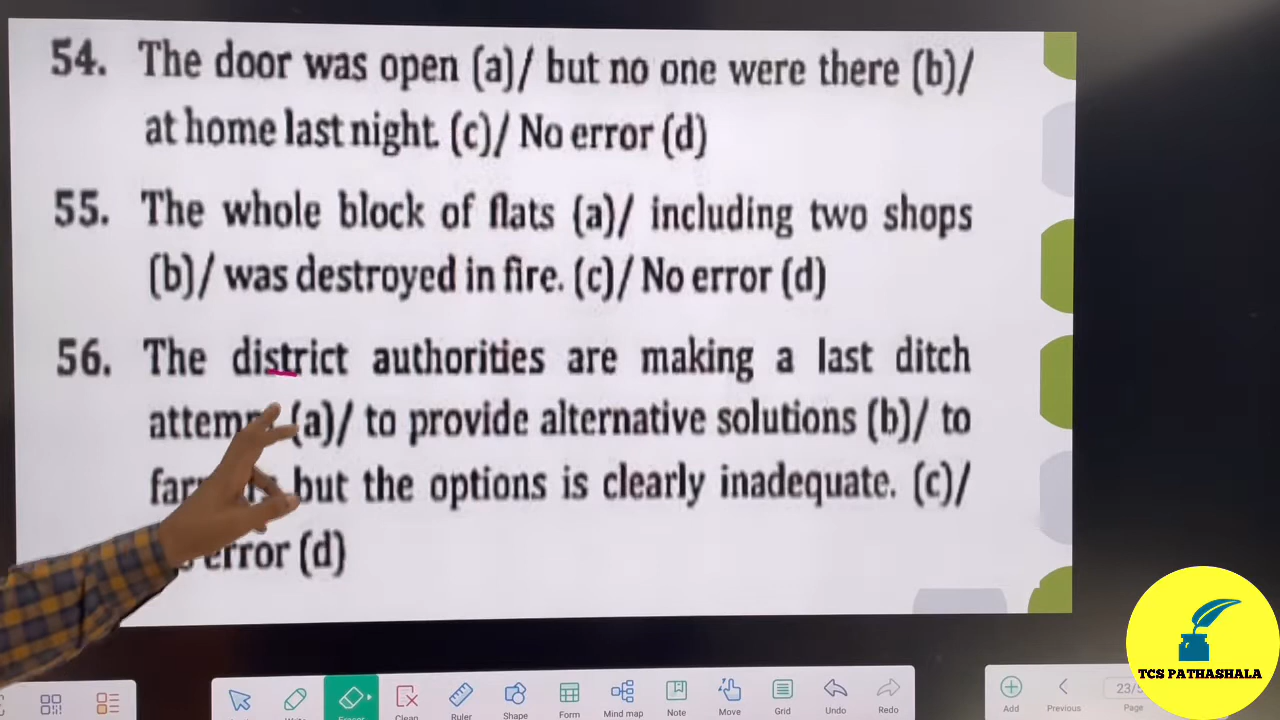 54. The door was open (a)/ but no one were there (b)/
at home last night. (c)/ No error (d)
55. The whole block of flats (a)/ including two shops
(b)/ was destroyed in fire. (c)/ No error (d)
56. The district authorities are making a last ditch
(a)/ to provide alternative solutions (b)/ to
but the options is clearly inadequate. (c)/
error (d)
TCS PATHASHALA
Ruler Shape Form Mind map Note Move Grid Undo Redo
Add Previous 23/ Page